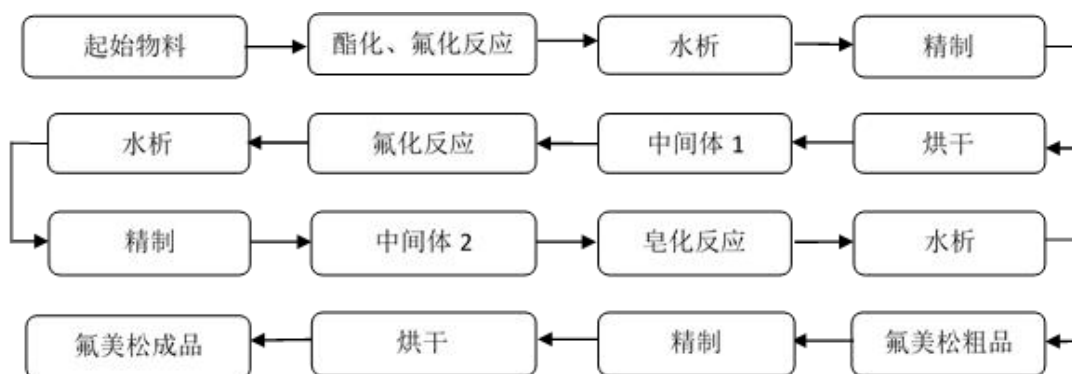 起始物料
酯化、氟化反应
水析
精制
水析
氟化反应
中间体 1
烘干
精制
中间体 2
皂化反应
水析
氟美松成品
烘干
精制
氟美松粗品